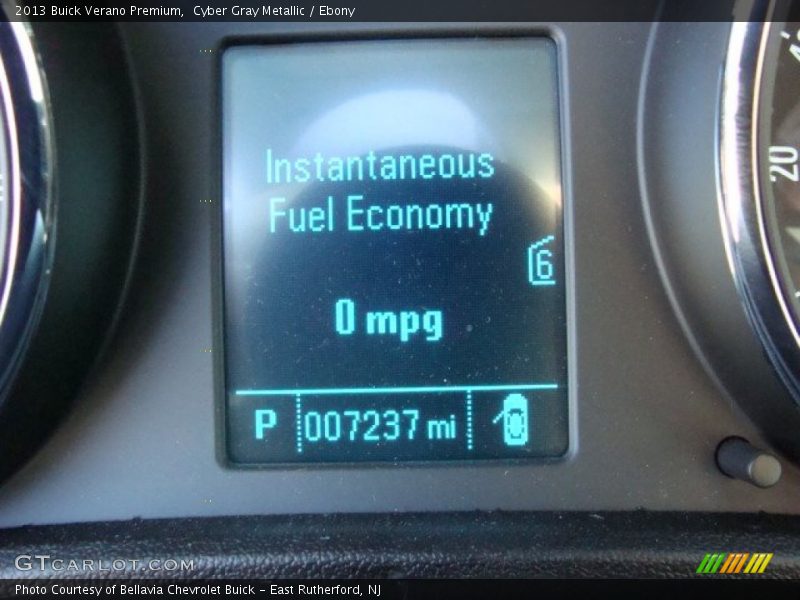 2013 Buick Verano Premium,  Cyber Gray Metallic / Ebony
Instantaneous
Fuel Economy
6
0 mpg
P 007237 mi
20
GTCARLOT.COM
Photo Courtesy of Bellavia Chevrolet Buick – East Rutherford, NJ